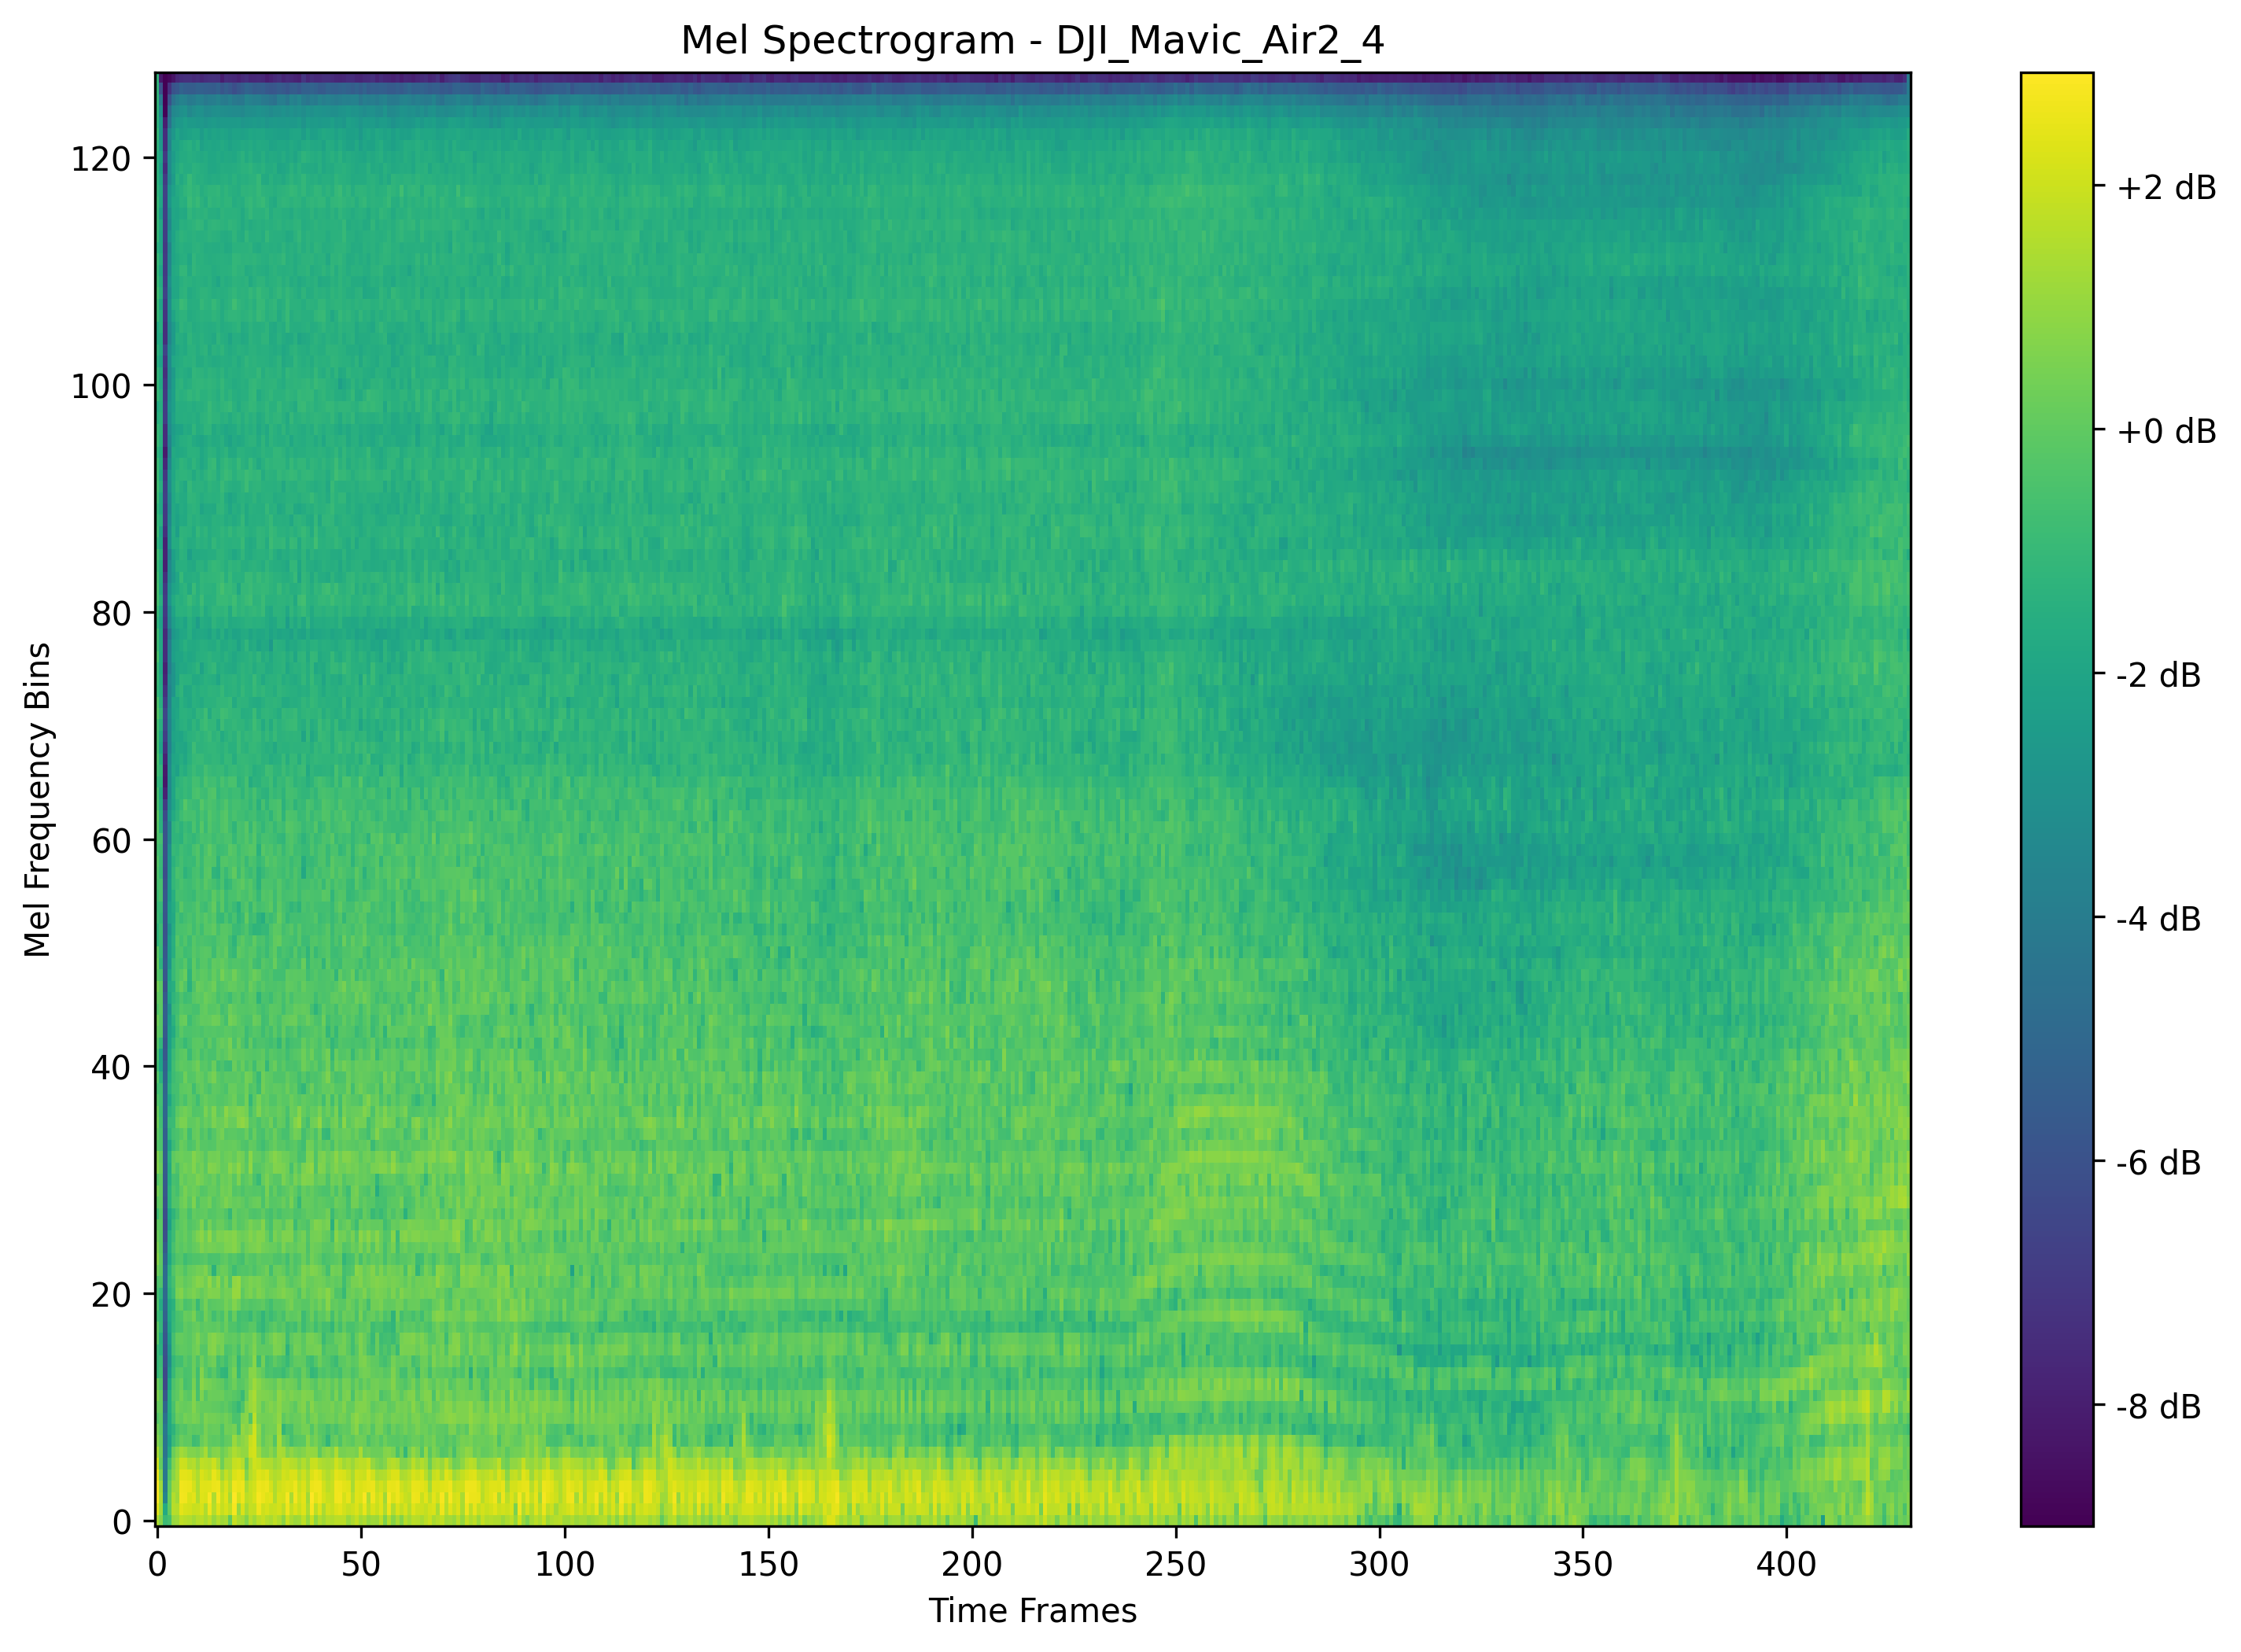 Mel Spectrogram - DJI_Mavic_Air2_4
Mel Frequency Bins
120
100
80
60
40
20
0
0 50 100 150 200 250 300 350 400
Time Frames
+2 dB
+0 dB
-2 dB
-4 dB
-6 dB
-8 dB